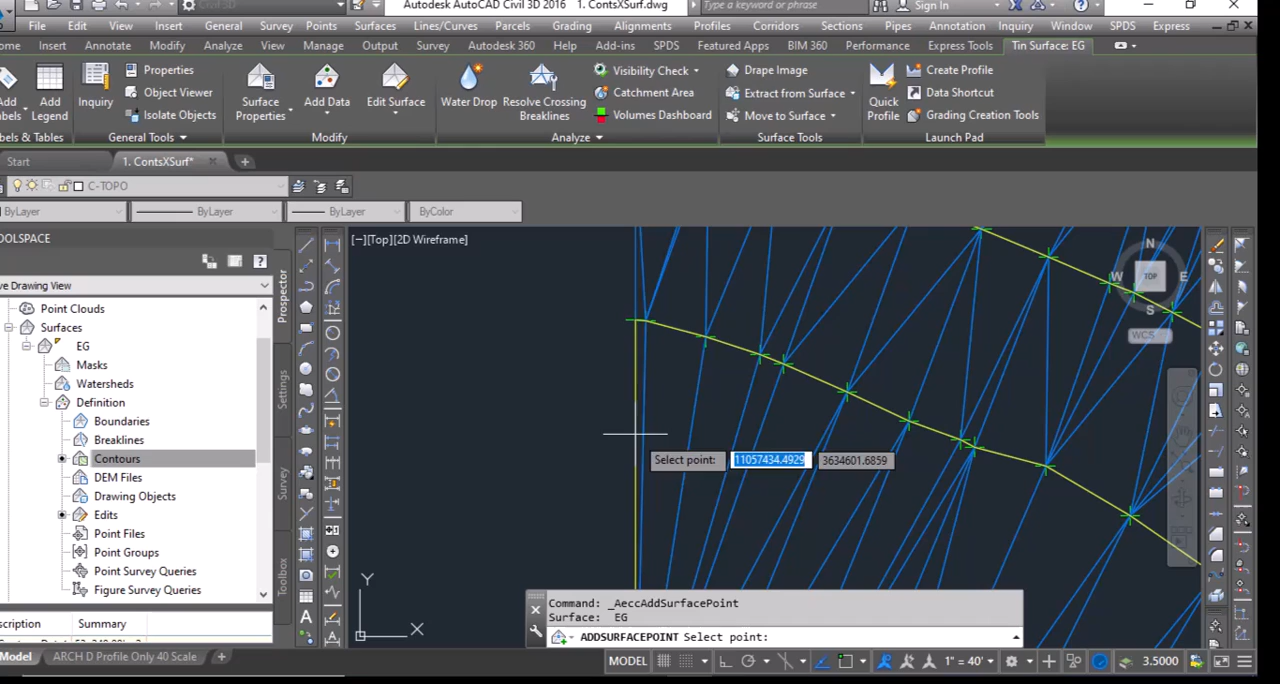 Civil3D
Autodesk AutoCAD Civil 3D 2016 1. ContsXSurf.dwg
Type a keyword or phrase
Sign In
File Edit View Insert General Survey Points Surfaces Lines/Curves Parcels Grading Alignments Profiles Corridors Sections Pipes Annotation Inquiry Window SPDS Express
ome Insert Annotate Modify Analyze View Manage Output Survey Autodesk 360 Help Add-ins SPDS Featured Apps BIM 360 Performance Express Tools Tin Surface: EG
Add Labels
Add Legend
Inquiry
Properties
Object Viewer
Isolate Objects
Surface Properties
Add Data
Edit Surface
Water Drop
Resolve Crossing Breaklines
Visibility Check
Catchment Area
Volumes Dashboard
Drape Image
Extract from Surface
Move to Surface
Quick Profile
Create Profile
Data Shortcut
Grading Creation Tools
bels & Tables General Tools Modify Analyze Surface Tools Launch Pad
Start 1. ContsXSurf*
C-TOPO
ByLayer ByLayer ByLayer ByColor
OOLSPACE
ve Drawing View
Point Clouds
Surfaces
EG
Masks
Watersheds
Definition
Boundaries
Breaklines
Contours
DEM Files
Drawing Objects
Edits
Point Files
Point Groups
Point Survey Queries
Figure Survey Queries
scription Summary
Prospector
Settings
Survey
Toolbox
[−][Top][2D Wireframe]
N
W TOP E
S
WCS
Select point: 11057434.4929 3634601.6859
Y
X
Command: _AeccAddSurfacePoint
Surface: EG
ADDSURFACEPOINT Select point:
Model ARCH D Profile Only 40 Scale
MODEL 1" = 40' 3.5000